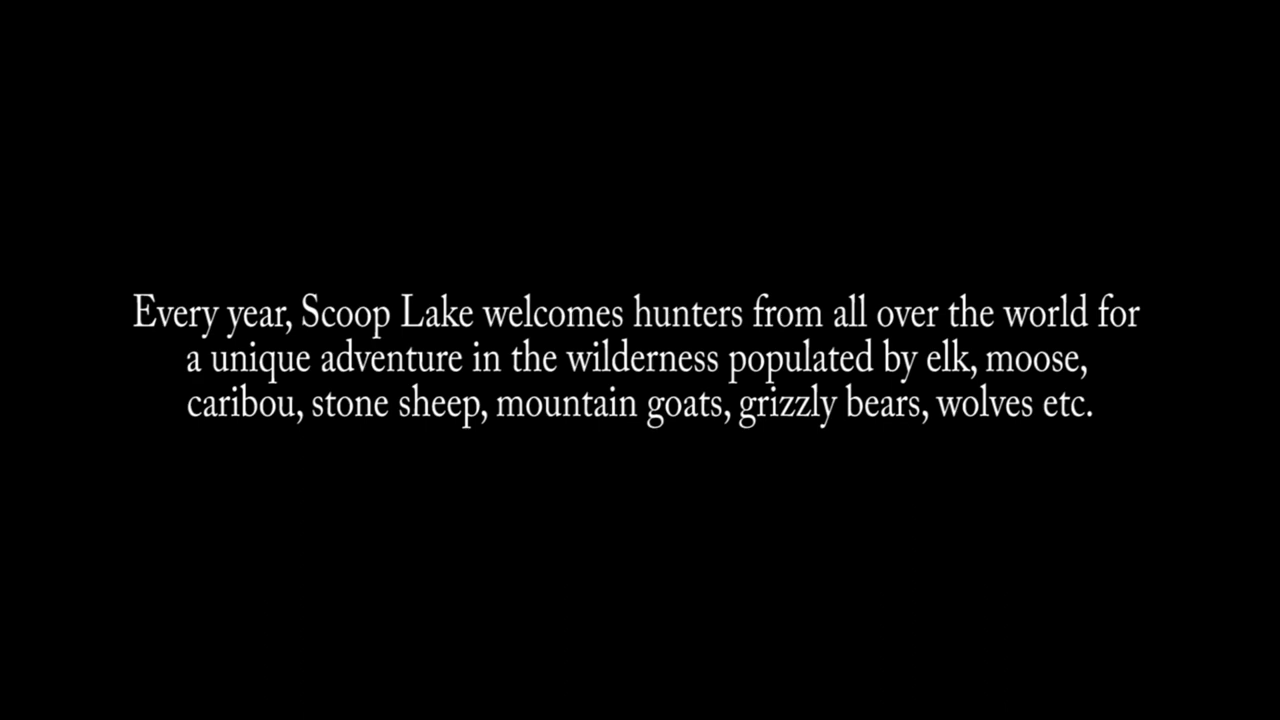 Every year, Scoop Lake welcomes hunters from all over the world for
a unique adventure in the wilderness populated by elk, moose,
caribou, stone sheep, mountain goats, grizzly bears, wolves etc.